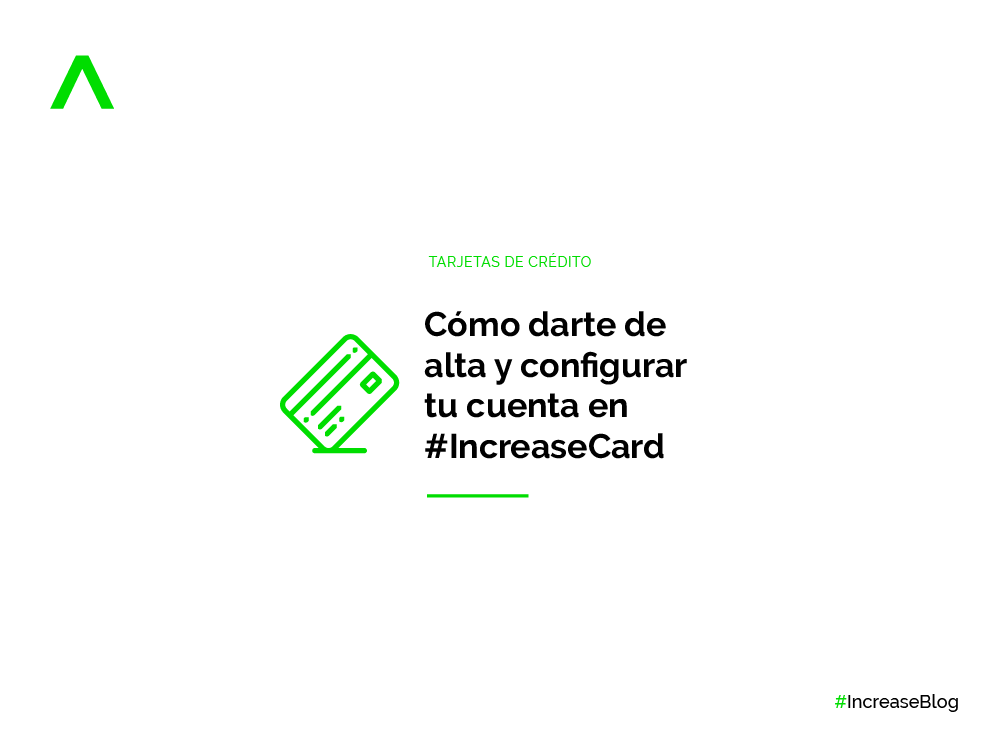 TARJETAS DE CRÉDITO
Cómo darte de
alta y configurar
tu cuenta en
#IncreaseCard
#IncreaseBlog